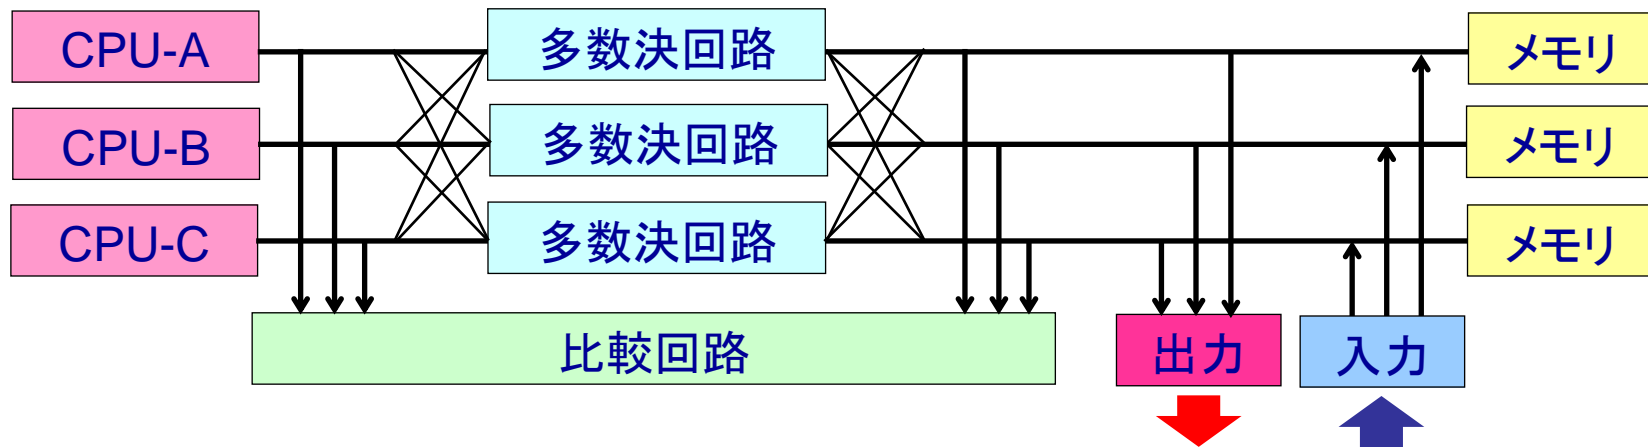 CPU-A
多数決回路
メモリ
CPU-B
多数決回路
メモリ
CPU-C
多数決回路
メモリ
比較回路
出力
入力